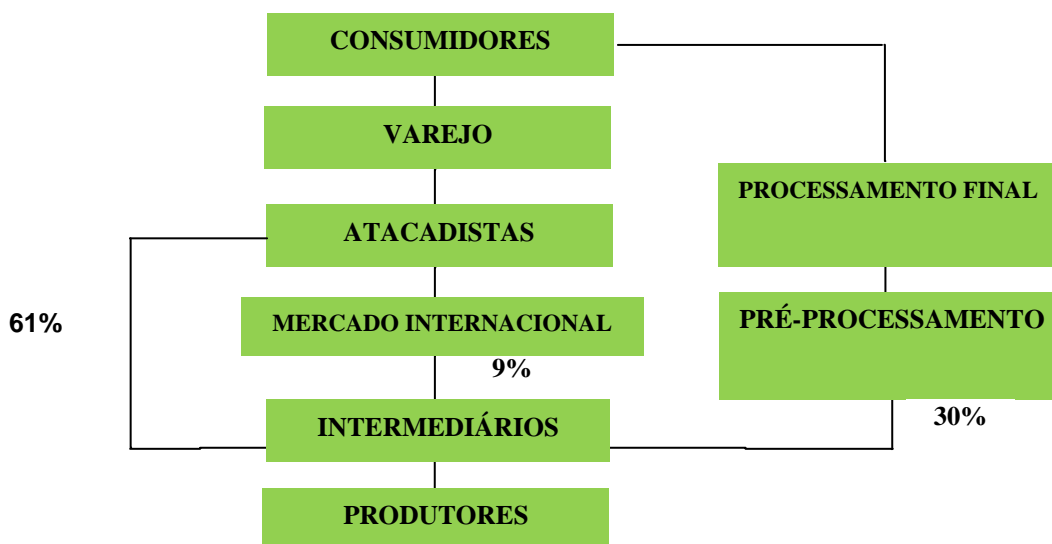 CONSUMIDORES
VAREJO
PROCESSAMENTO FINAL
ATACADISTAS
61%
MERCADO INTERNACIONAL
PRÉ-PROCESSAMENTO
9%
30%
INTERMEDIÁRIOS
PRODUTORES